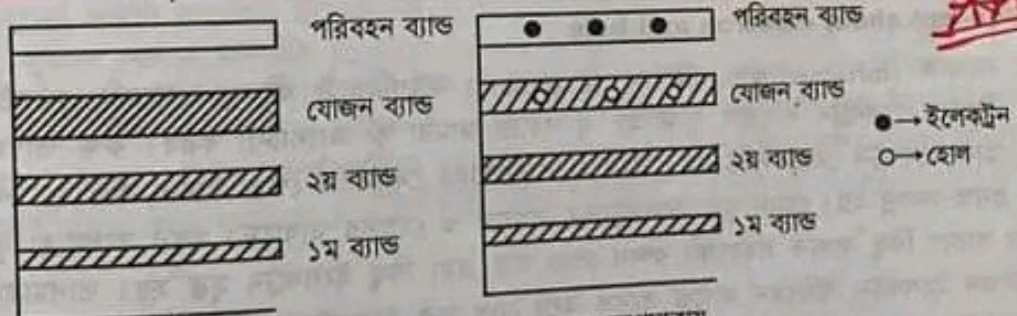 পরিবহন ব্যান্ড
যোজন ব্যান্ড
২য় ব্যান্ড
১ম ব্যান্ড
পরিবহন ব্যান্ড
যোজন ব্যান্ড
২য় ব্যান্ড
১ম ব্যান্ড
●→ইলেকট্রন
○→হোল